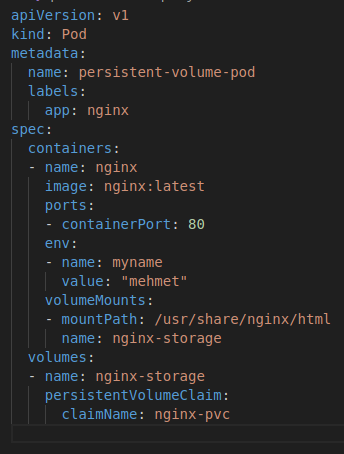 apiVersion: v1
kind: Pod
metadata:
  name: persistent-volume-pod
  labels:
    app: nginx
spec:
  containers:
  - name: nginx
    image: nginx:latest
    ports:
    - containerPort: 80
    env:
    - name: myname
      value: "mehmet"
    volumeMounts:
    - mountPath: /usr/share/nginx/html
      name: nginx-storage
  volumes:
  - name: nginx-storage
    persistentVolumeClaim:
      claimName: nginx-pvc